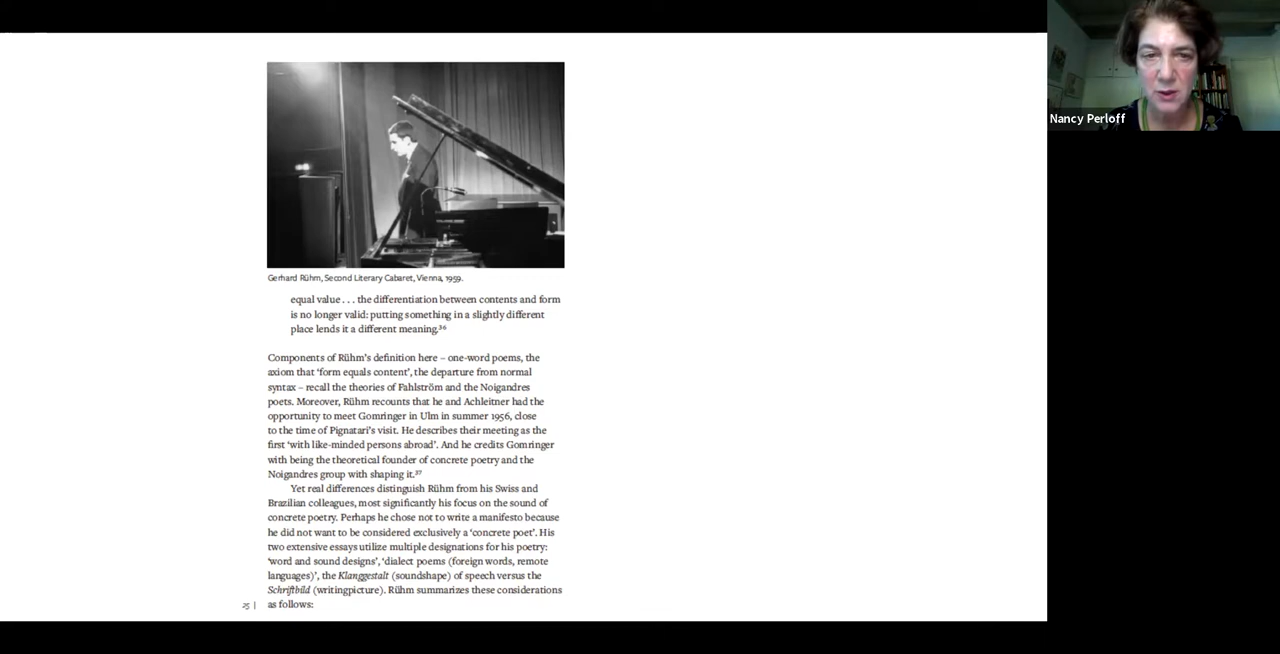 Nancy Perloff
Gerhard Rühm, Second Literary Cabaret, Vienna, 1959.
equal value . . . the differentiation between contents and form
is no longer valid: putting something in a slightly different
place lends it a different meaning.³⁶
Components of Rühm’s definition here – one-word poems, the
axiom that ‘form equals content’, the departure from normal
syntax – recall the theories of Fahlström and the Noigandres
poets. Moreover, Rühm recounts that he and Achleitner had the
opportunity to meet Gomringer in Ulm in summer 1956, close
to the time of Pignatari’s visit. He describes their meeting as the
first ‘with like-minded persons abroad’. And he credits Gomringer
with being the theoretical founder of concrete poetry and the
Noigandres group with shaping it.³⁷
Yet real differences distinguish Rühm from his Swiss and
Brazilian colleagues, most significantly his focus on the sound of
concrete poetry. Perhaps he chose not to write a manifesto because
he did not want to be considered exclusively a ‘concrete poet’. His
two extensive essays utilize multiple designations for his poetry:
‘word and sound designs’, ‘dialect poems (foreign words, remote
languages)’, the Klanggestalt (soundshape) of speech versus the
Schriftbild (writingpicture). Rühm summarizes these considerations
as follows:
25 |